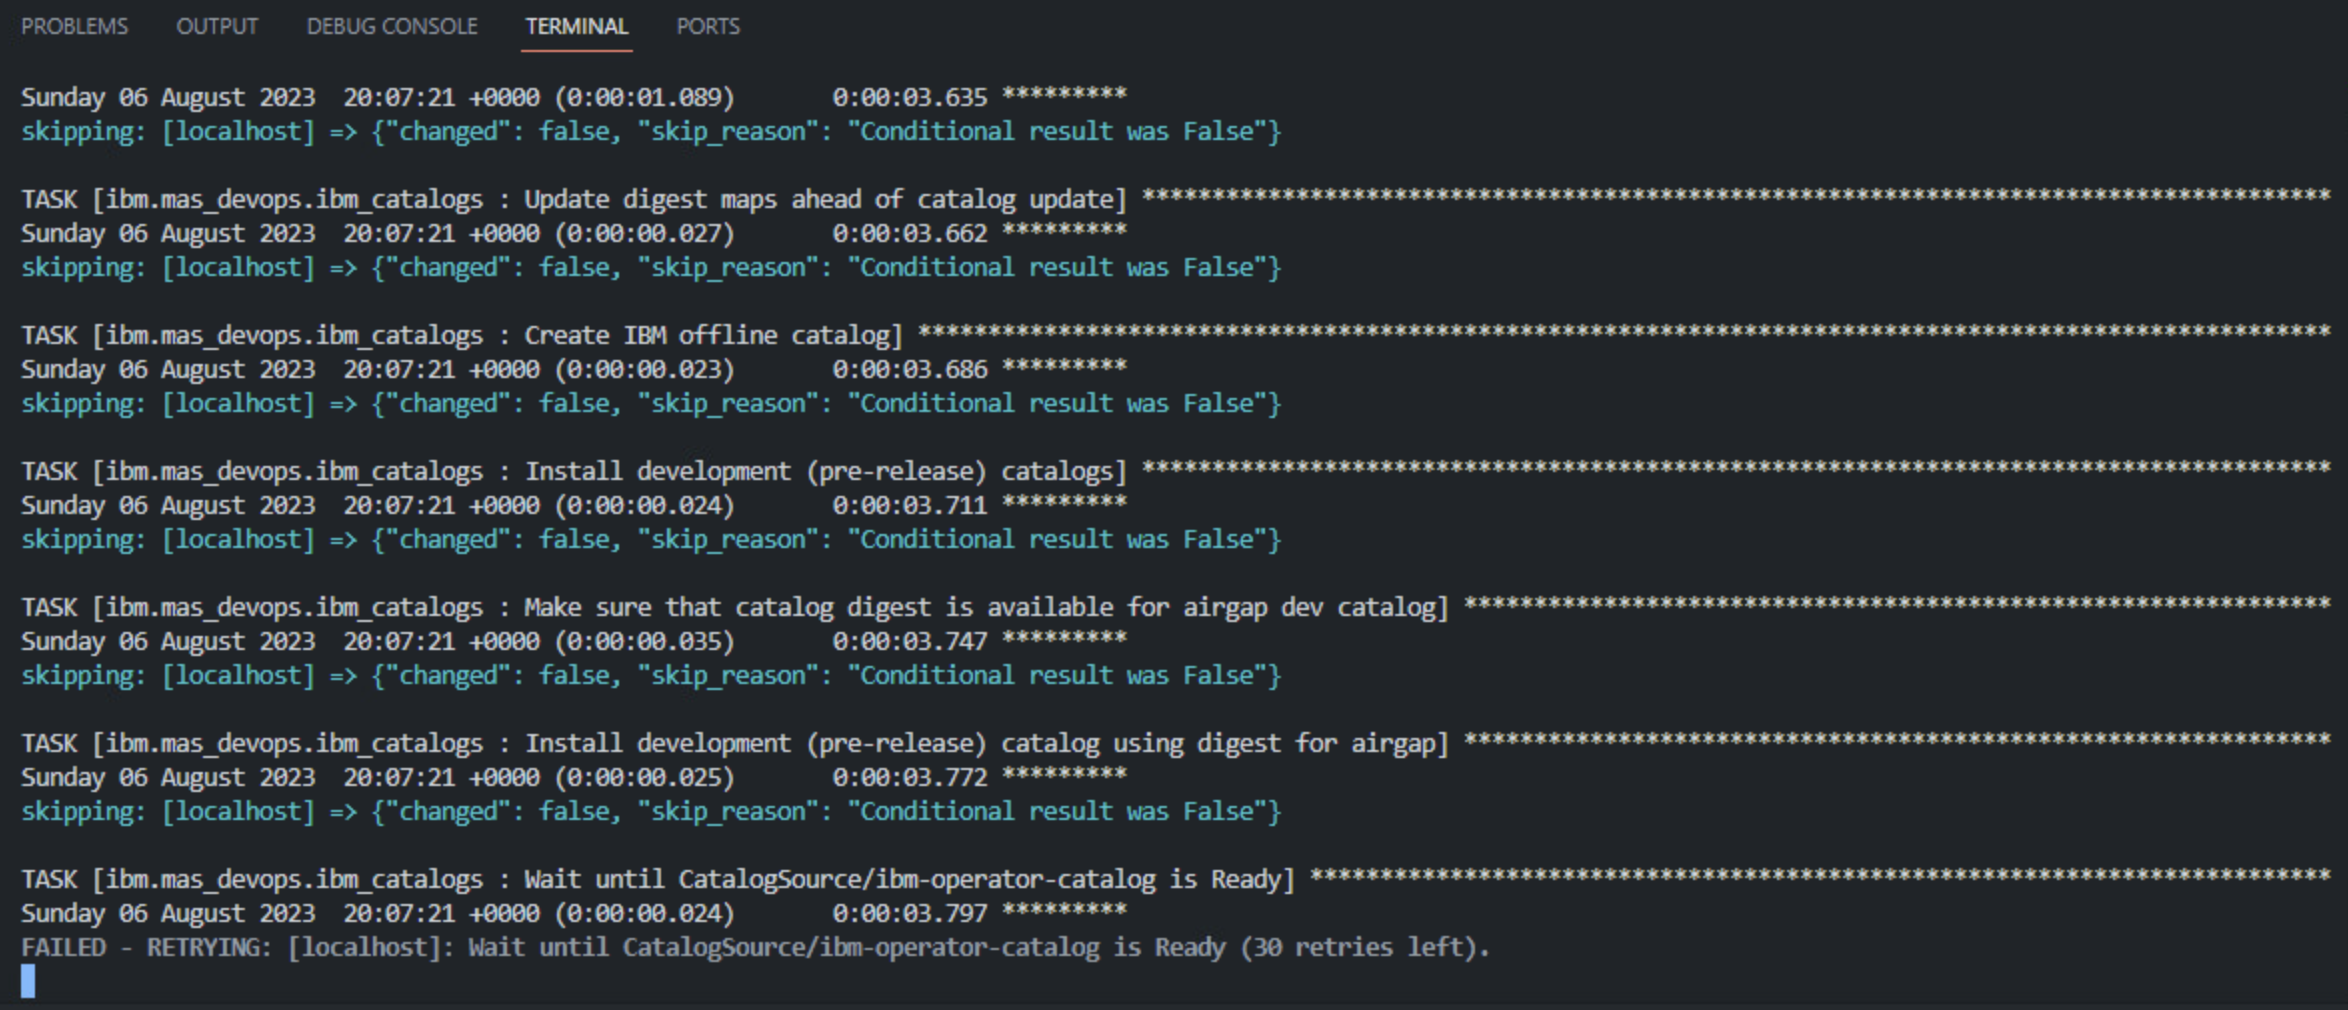 PROBLEMS OUTPUT DEBUG CONSOLE TERMINAL PORTS
Sunday 06 August 2023  20:07:21 +0000 (0:00:01.089)       0:00:03.635 *********
skipping: [localhost] => {"changed": false, "skip_reason": "Conditional result was False"}
TASK [ibm.mas_devops.ibm_catalogs : Update digest maps ahead of catalog update] *************************************************************************************
Sunday 06 August 2023  20:07:21 +0000 (0:00:00.027)       0:00:03.662 *********
skipping: [localhost] => {"changed": false, "skip_reason": "Conditional result was False"}
TASK [ibm.mas_devops.ibm_catalogs : Create IBM offline catalog] *****************************************************************************************************
Sunday 06 August 2023  20:07:21 +0000 (0:00:00.023)       0:00:03.686 *********
skipping: [localhost] => {"changed": false, "skip_reason": "Conditional result was False"}
TASK [ibm.mas_devops.ibm_catalogs : Install development (pre-release) catalogs] *************************************************************************************
Sunday 06 August 2023  20:07:21 +0000 (0:00:00.024)       0:00:03.711 *********
skipping: [localhost] => {"changed": false, "skip_reason": "Conditional result was False"}
TASK [ibm.mas_devops.ibm_catalogs : Make sure that catalog digest is available for airgap dev catalog] **************************************************************
Sunday 06 August 2023  20:07:21 +0000 (0:00:00.035)       0:00:03.747 *********
skipping: [localhost] => {"changed": false, "skip_reason": "Conditional result was False"}
TASK [ibm.mas_devops.ibm_catalogs : Install development (pre-release) catalog using digest for airgap] **************************************************************
Sunday 06 August 2023  20:07:21 +0000 (0:00:00.025)       0:00:03.772 *********
skipping: [localhost] => {"changed": false, "skip_reason": "Conditional result was False"}
TASK [ibm.mas_devops.ibm_catalogs : Wait until CatalogSource/ibm-operator-catalog is Ready] *************************************************************************
Sunday 06 August 2023  20:07:21 +0000 (0:00:00.024)       0:00:03.797 *********
FAILED - RETRYING: [localhost]: Wait until CatalogSource/ibm-operator-catalog is Ready (30 retries left).